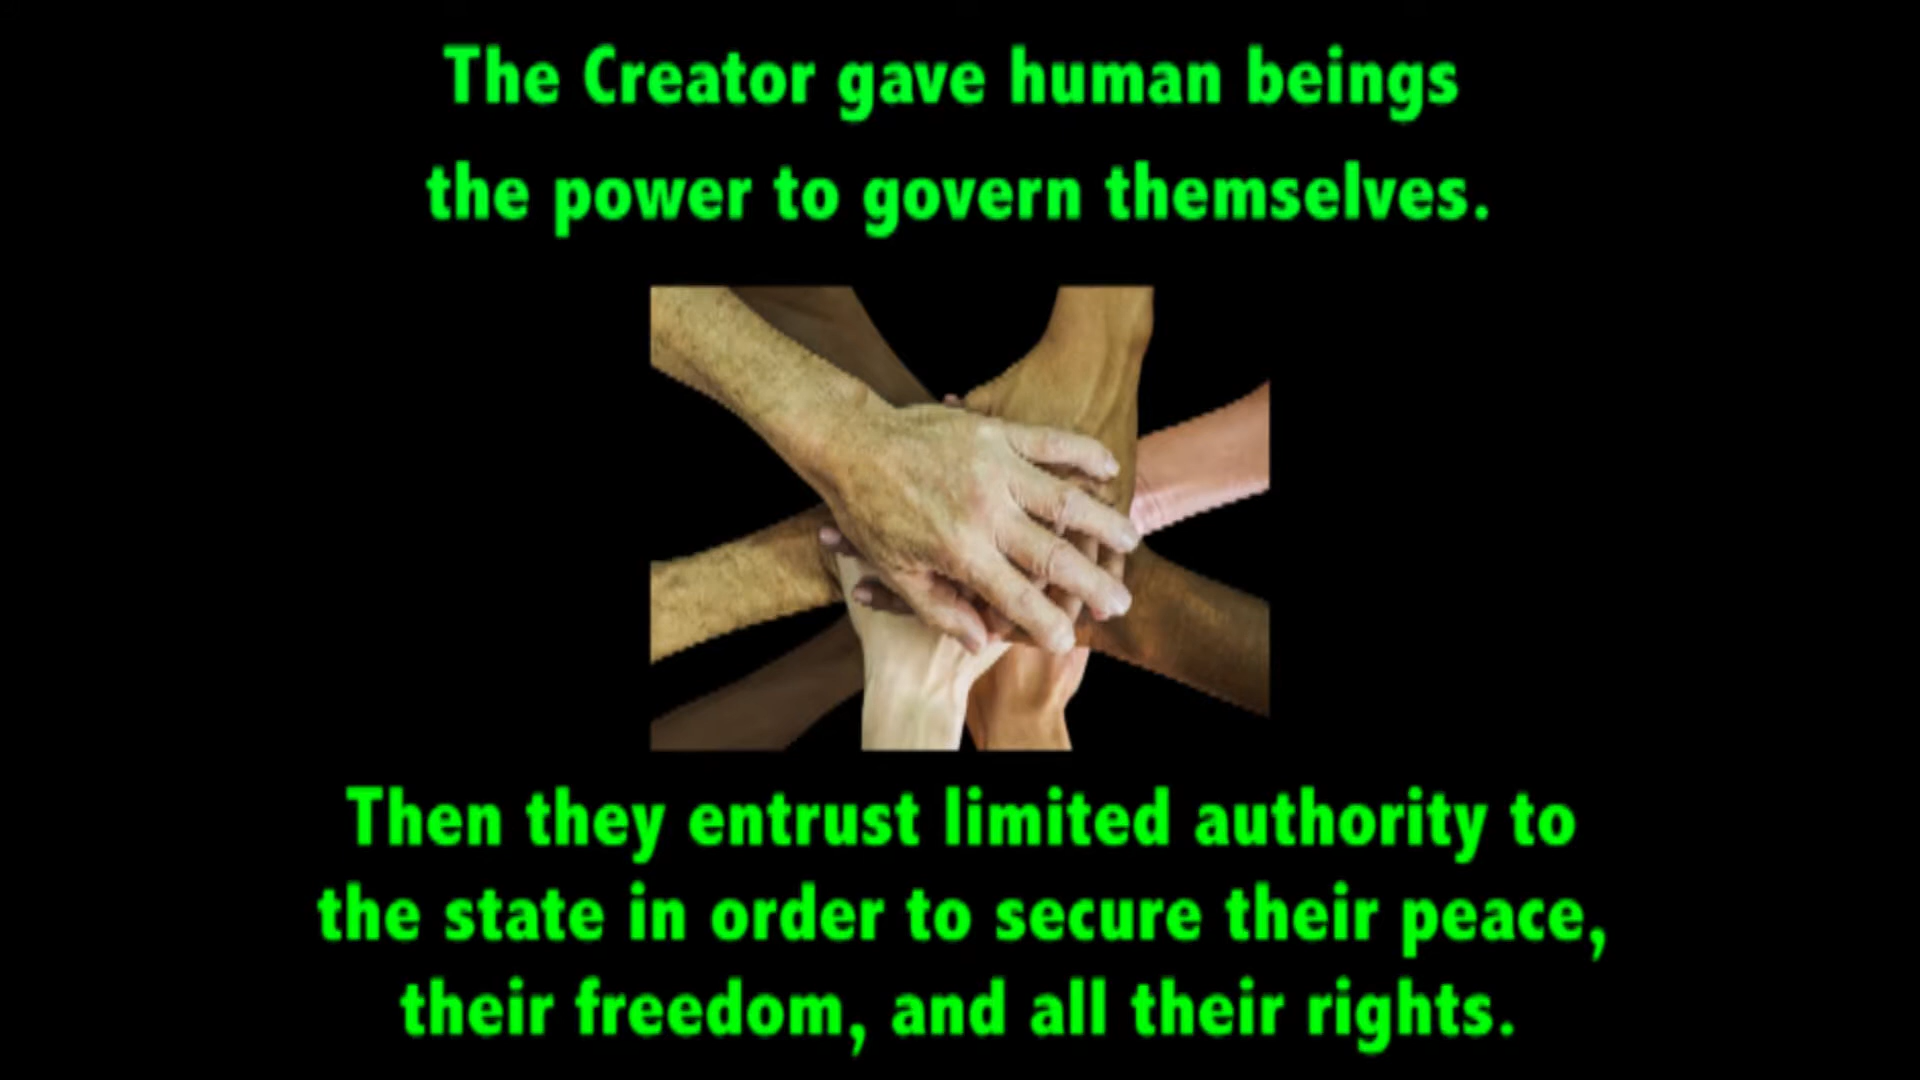 The Creator gave human beings
the power to govern themselves.
Then they entrust limited authority to
the state in order to secure their peace,
their freedom, and all their rights.